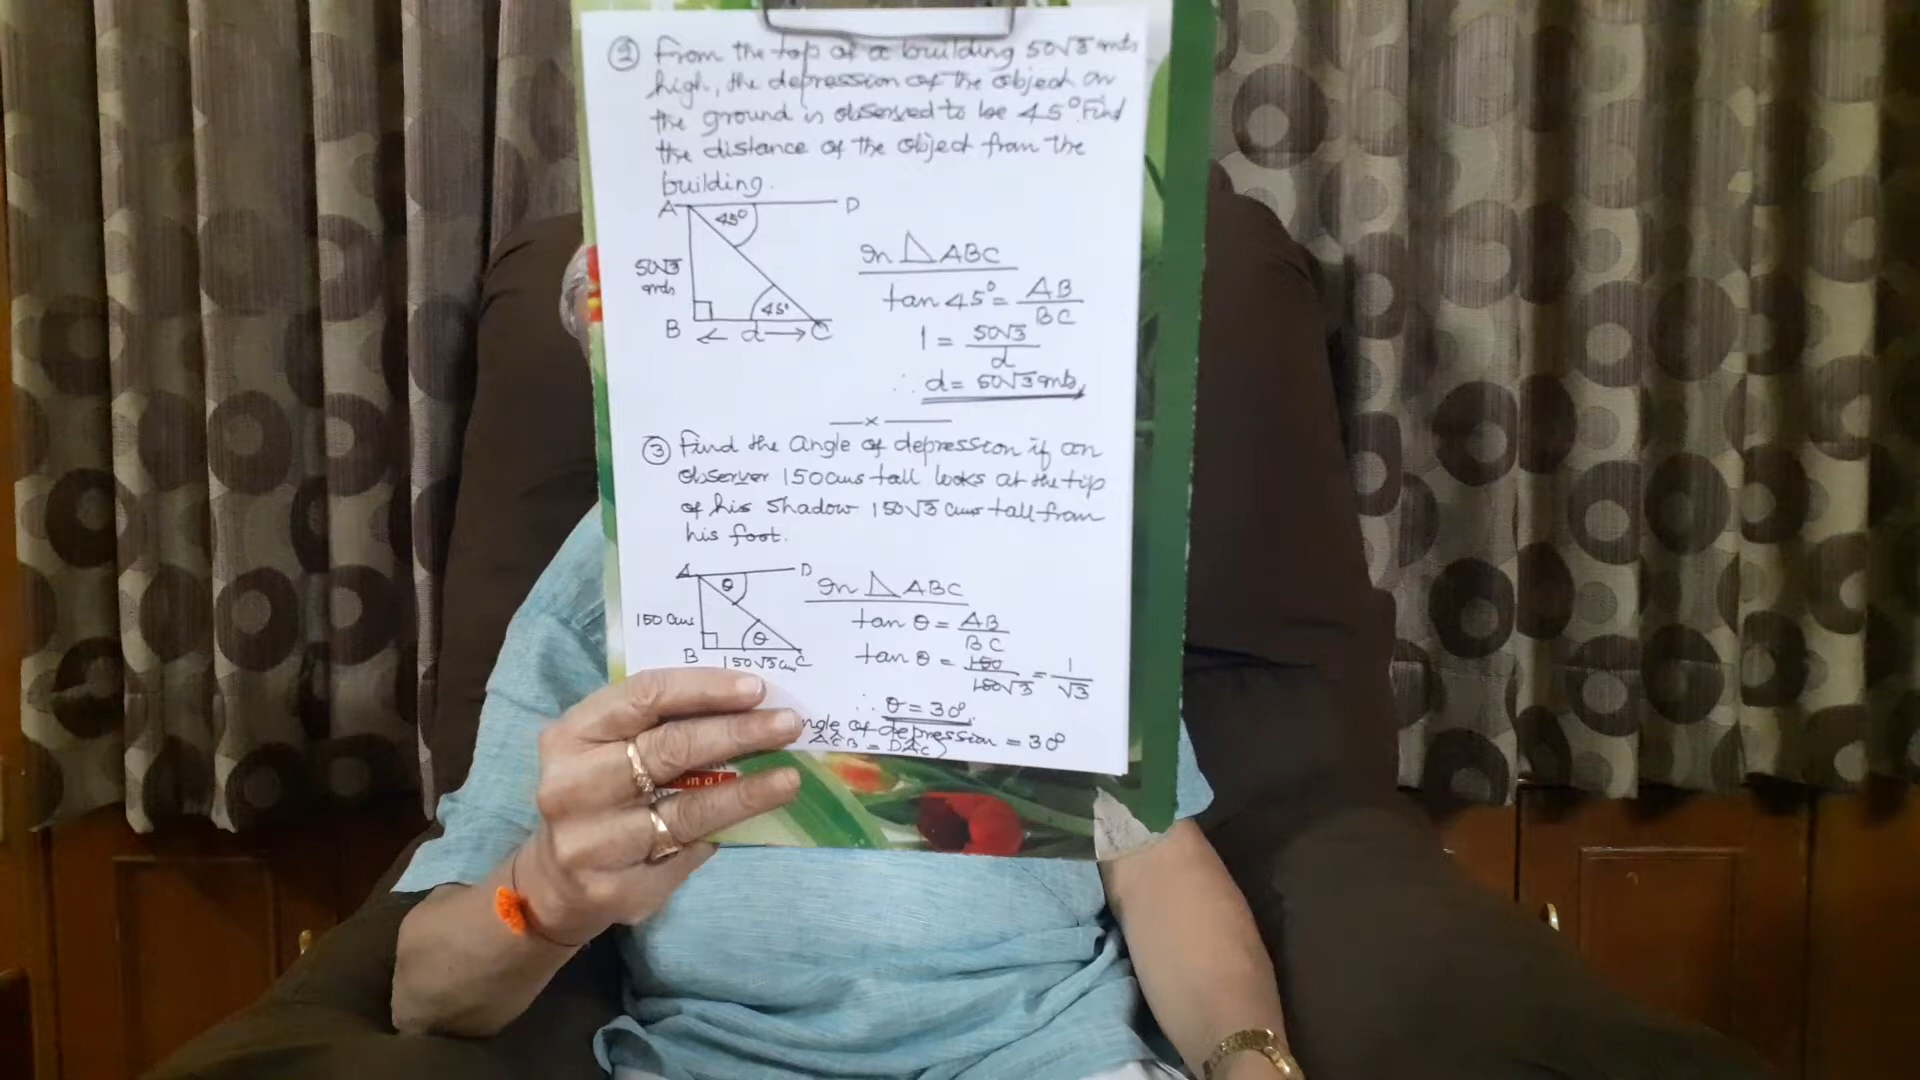 ② From the top of a building 50√3 mts
high, the depression of the object on
the ground is observed to be 45° Find
the distance of the object from the
building.
A D
45°
50√3
mts
45°
B ← d → C
In △ ABC
tan 45° = AB/BC
1 = 50√3/d
∴ d = 50√3 mts
—x—
③ Find the angle of depression if an
observer 150 cms tall looks at the tip
of his shadow 150√3 cms tall from
his foot.
A D
θ
150 cms
θ
B C
150√3 cms
In △ ABC
tan θ = AB/BC
tan θ = 150/150√3 = 1/√3
∴ θ = 30°
ngle of depression = 30°
AĈB = DÂC